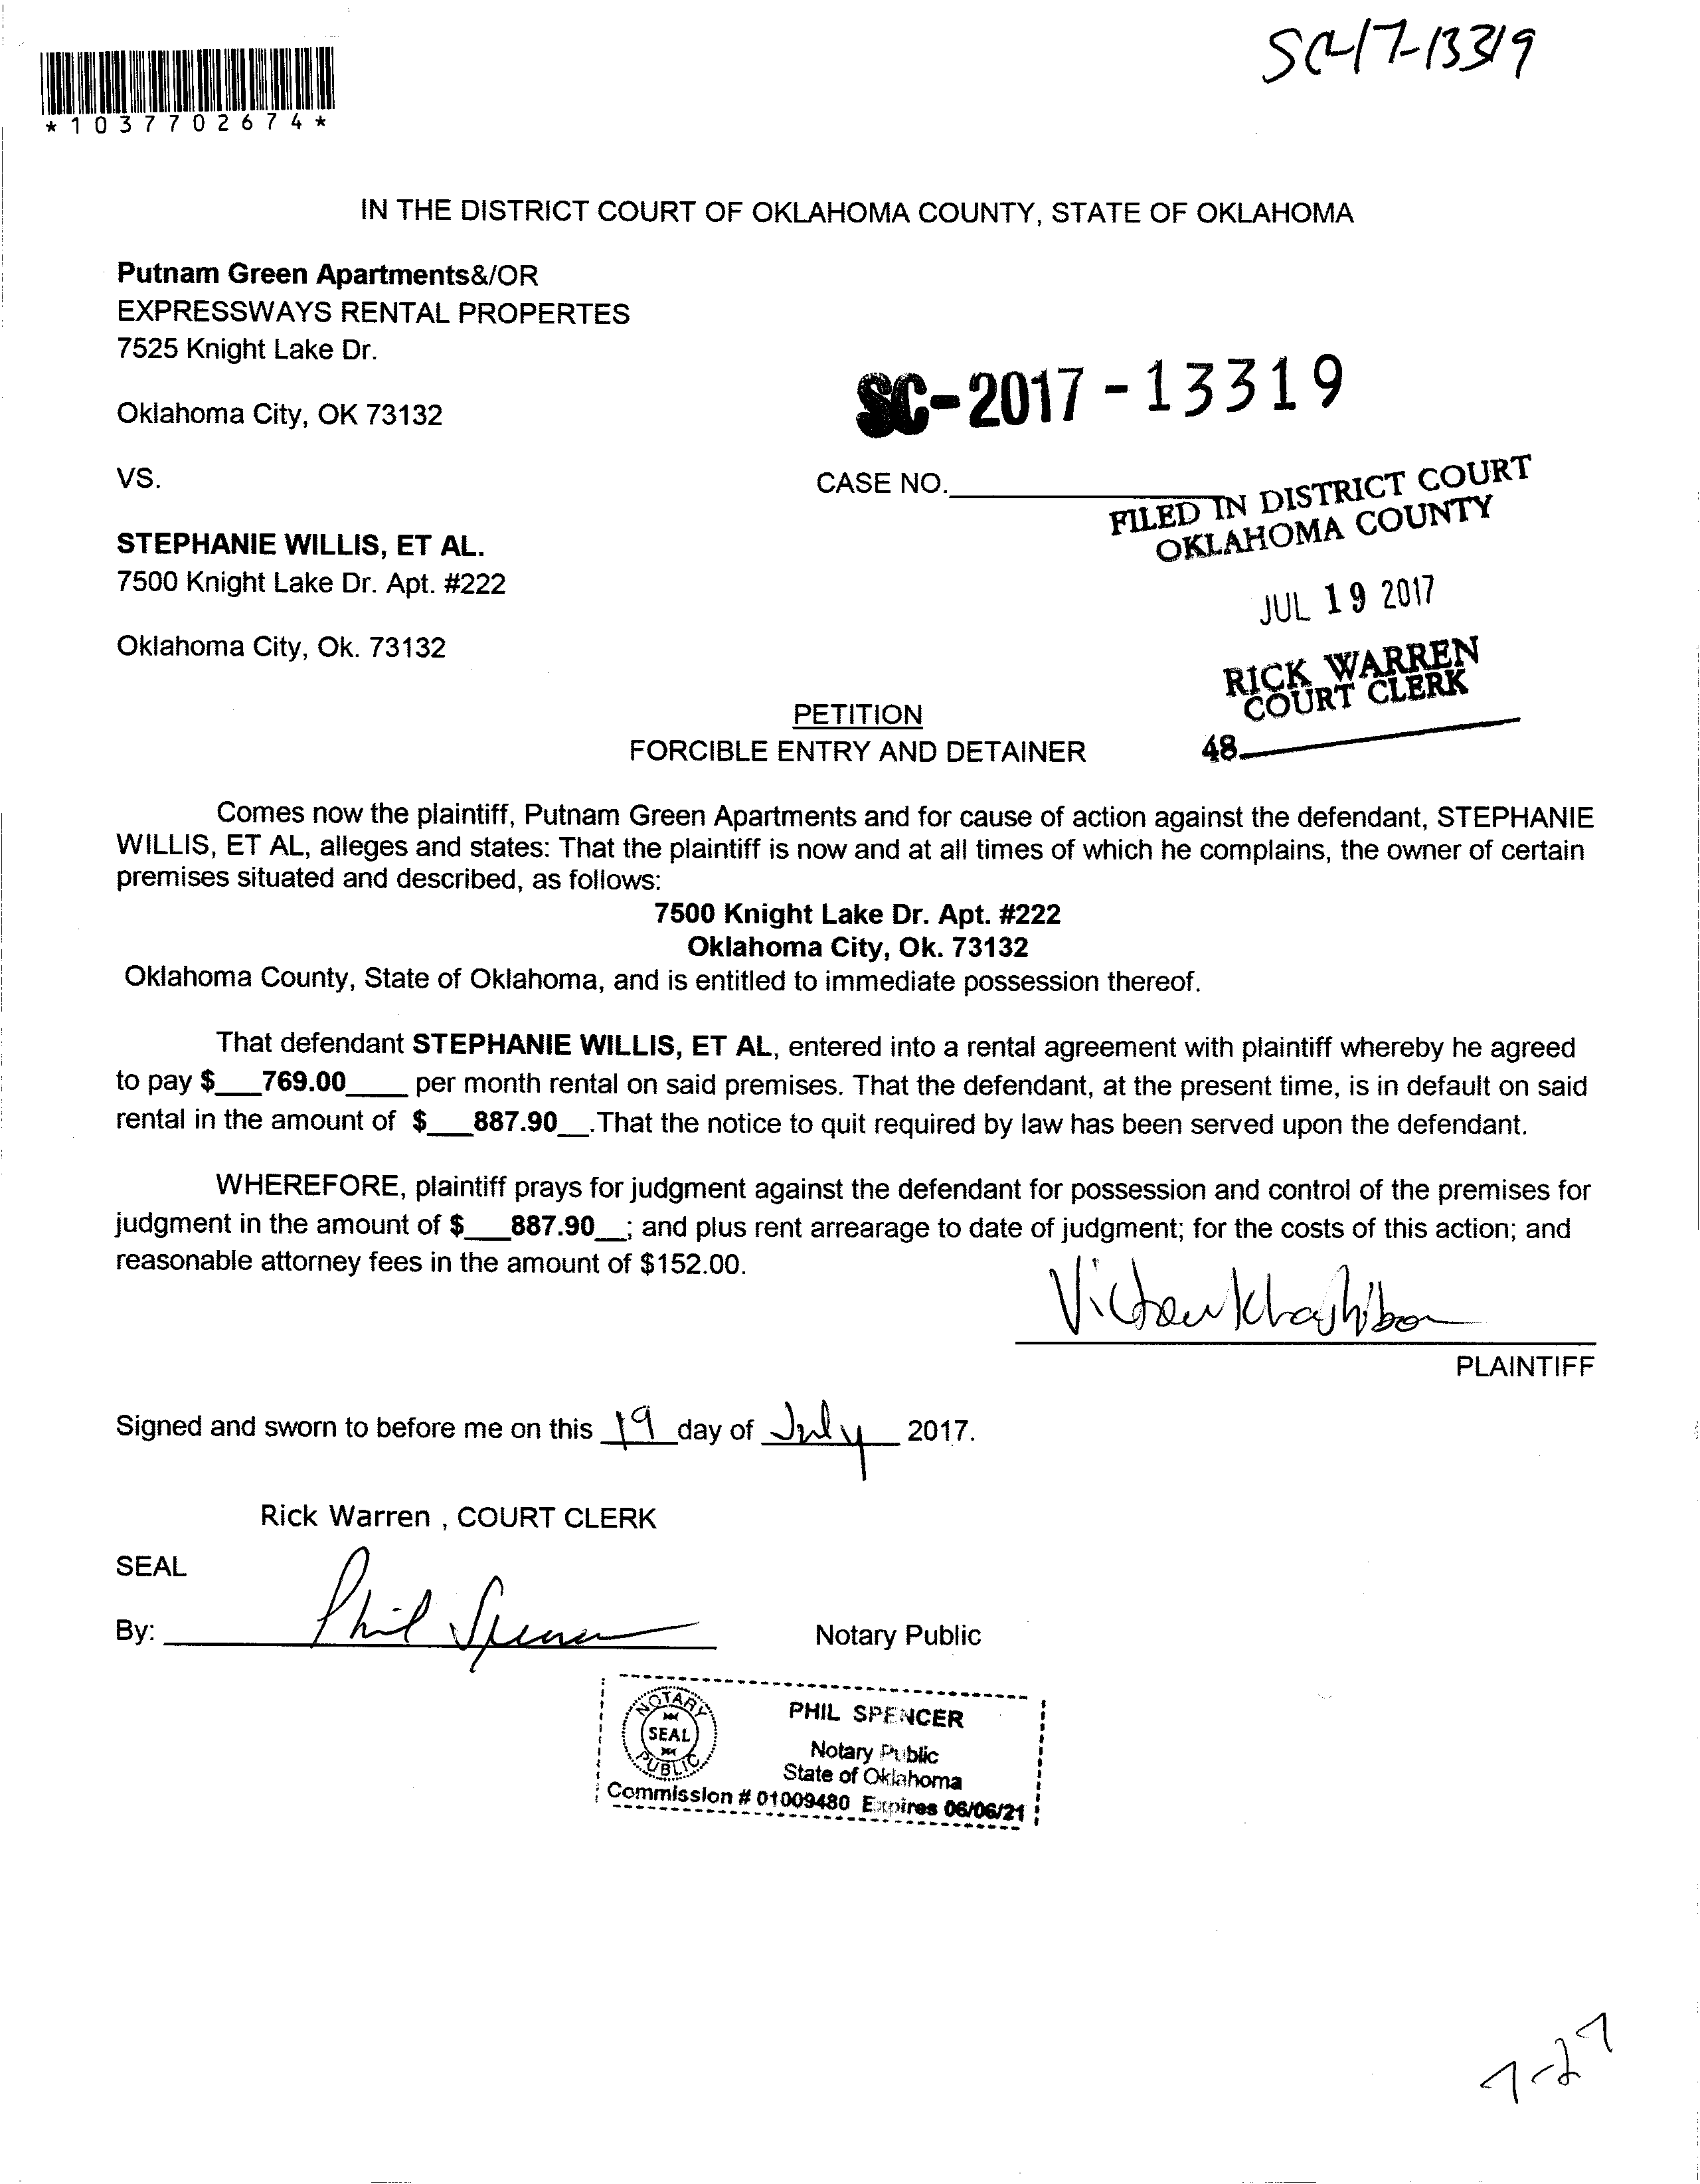 SC-17-13319
*1037702674*
IN THE DISTRICT COURT OF OKLAHOMA COUNTY, STATE OF OKLAHOMA
Putnam Green Apartments&/OR
EXPRESSWAYS RENTAL PROPERTES
7525 Knight Lake Dr.
SC-2017-13319
Oklahoma City, OK 73132
VS.
CASE NO.
FILED IN DISTRICT COURT
OKLAHOMA COUNTY
STEPHANIE WILLIS, ET AL.
7500 Knight Lake Dr. Apt. #222
JUL 19 2017
Oklahoma City, Ok. 73132
RICK WARREN
COURT CLERK
PETITION
48
FORCIBLE ENTRY AND DETAINER
Comes now the plaintiff, Putnam Green Apartments and for cause of action against the defendant, STEPHANIE
WILLIS, ET AL, alleges and states: That the plaintiff is now and at all times of which he complains, the owner of certain
premises situated and described, as follows:
7500 Knight Lake Dr. Apt. #222
Oklahoma City, Ok. 73132
Oklahoma County, State of Oklahoma, and is entitled to immediate possession thereof.
That defendant STEPHANIE WILLIS, ET AL, entered into a rental agreement with plaintiff whereby he agreed
to pay $___769.00____ per month rental on said premises. That the defendant, at the present time, is in default on said
rental in the amount of $___887.90__.That the notice to quit required by law has been served upon the defendant.
WHEREFORE, plaintiff prays for judgment against the defendant for possession and control of the premises for
judgment in the amount of $___887.90__; and plus rent arrearage to date of judgment; for the costs of this action; and
reasonable attorney fees in the amount of $152.00.
PLAINTIFF
Signed and sworn to before me on this 19 day of July 2017.
Rick Warren , COURT CLERK
SEAL
By: Phil Spencer Notary Public
NOTARY
SEAL
PUBLIC
PHIL SPENCER
Notary Public
State of Oklahoma
Commission # 01009480 Expires 06/06/21
7-27